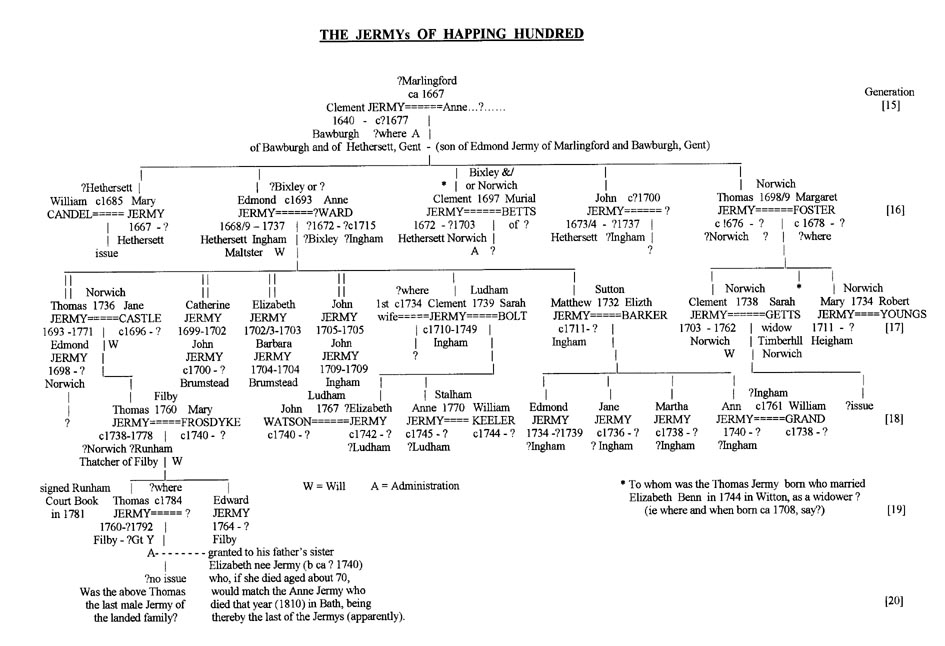 THE JERMYs OF HAPPING HUNDRED
?Marlingford
ca 1667 Generation
Clement JERMY======Anne...?...... [15]
1640 - c?1677 |
Bawburgh ?where A |
of Bawburgh and of Hethersett, Gent - (son of Edmond Jermy of Marlingford and Bawburgh, Gent)
Bixley &/
?Hethersett | | ?Bixley or ? * | or Norwich | Norwich
William c1685 Mary Edmond c1693 Anne Clement 1697 Murial John c?1700 Thomas 1698/9 Margaret
CANDEL===== JERMY JERMY======?WARD JERMY======BETTS JERMY====== ? JERMY======FOSTER [16]
| 1667 - ? 1668/9 – 1737 | ?1672 -?c1715 1672 - ?1703 | of ? 1673/4 - ?1737 | c !676 - ? | c 1678 - ?
| Hethersett Hethersett Ingham | ?Bixley ?Ingham Hethersett Norwich | Hethersett ?Ingham | ?Norwich ? | ?where
issue Maltster W | A ? ?
|| Norwich || || || ?where | Ludham | Sutton | Norwich * | Norwich
Thomas 1736 Jane Catherine Elizabeth John 1st c1734 Clement 1739 Sarah Matthew 1732 Elizth Clement 1738 Sarah Mary 1734 Robert
JERMY=====CASTLE JERMY JERMY JERMY wife=====JERMY=====BOLT JERMY======BARKER JERMY======GETTS JERMY====YOUNGS
1693 -1771 | c1696 - ? 1699-1702 1702/3-1703 1705-1705 | c1710-1749 | c1711- ? | 1703 - 1762 | widow 1711 - ? | [17]
Edmond | W John Barbara John | Ingham | Ingham | Norwich | Timberhill Heigham |
JERMY | JERMY JERMY JERMY ? | W | Norwich
1698 - ? | c1700 - ? 1704-1704 1709-1709
Norwich | Brumstead Brumstead Ingham
| Filby Ludham | | Stalham | | | ?Ingham | |
| Thomas 1760 Mary John 1767 ?Elizabeth Anne 1770 William Edmond Jane Martha Ann c1761 William ?issue
? JERMY=====FROSDYKE WATSON======JERMY JERMY==== KEELER JERMY JERMY JERMY JERMY=====GRAND [18]
c1738-1778 | c1740 - ? c1740 - ? | c1742 - ? c1745 - ? | c1744 - ? 1734 -?1739 c1736 - ? c1738 - ? 1740 - ? | c1738 - ?
?Norwich ?Runham | ?Ludham ?Ludham ?Ingham ? Ingham ?Ingham ?Ingham
Thatcher of Filby | W
signed Runham | ?where | W = Will A = Administration * To whom was the Thomas Jermy born who married
Court Book Thomas c1784 Edward Elizabeth Benn in 1744 in Witton, as a widower ?
in 1781 JERMY===== ? JERMY (ie where and when born ca 1708, say?) [19]
1760-?1792 | 1764 - ?
Filby - ?Gt Y | Filby
A- - - - - - - - granted to his father's sister
| Elizabeth nee Jermy (b ca ? 1740)
?no issue who, if she died aged about 70,
Was the above Thomas would match the Anne Jermy who
the last male Jermy of died that year (1810) in Bath, being [20]
the landed family? thereby the last of the Jermys (apparently).